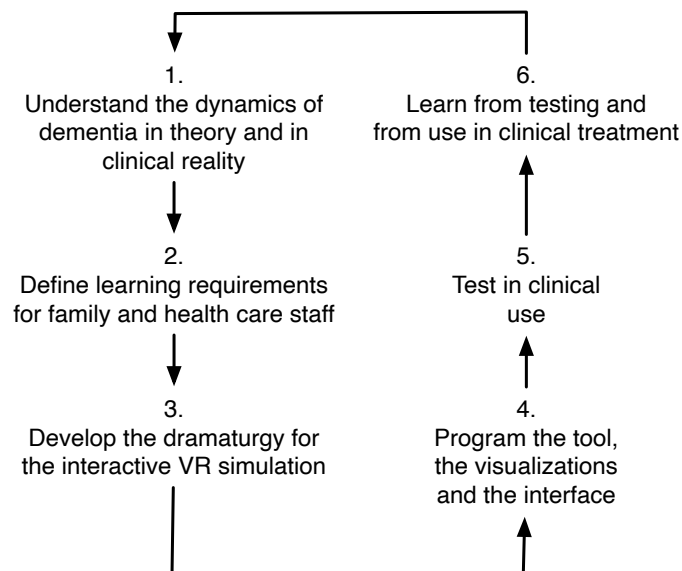 1.
Understand the dynamics of
dementia in theory and in
clinical reality
2.
Define learning requirements
for family and health care staff
3.
Develop the dramaturgy for
the interactive VR simulation
4.
Program the tool,
the visualizations
and the interface
5.
Test in clinical
use
6.
Learn from testing and
from use in clinical treatment